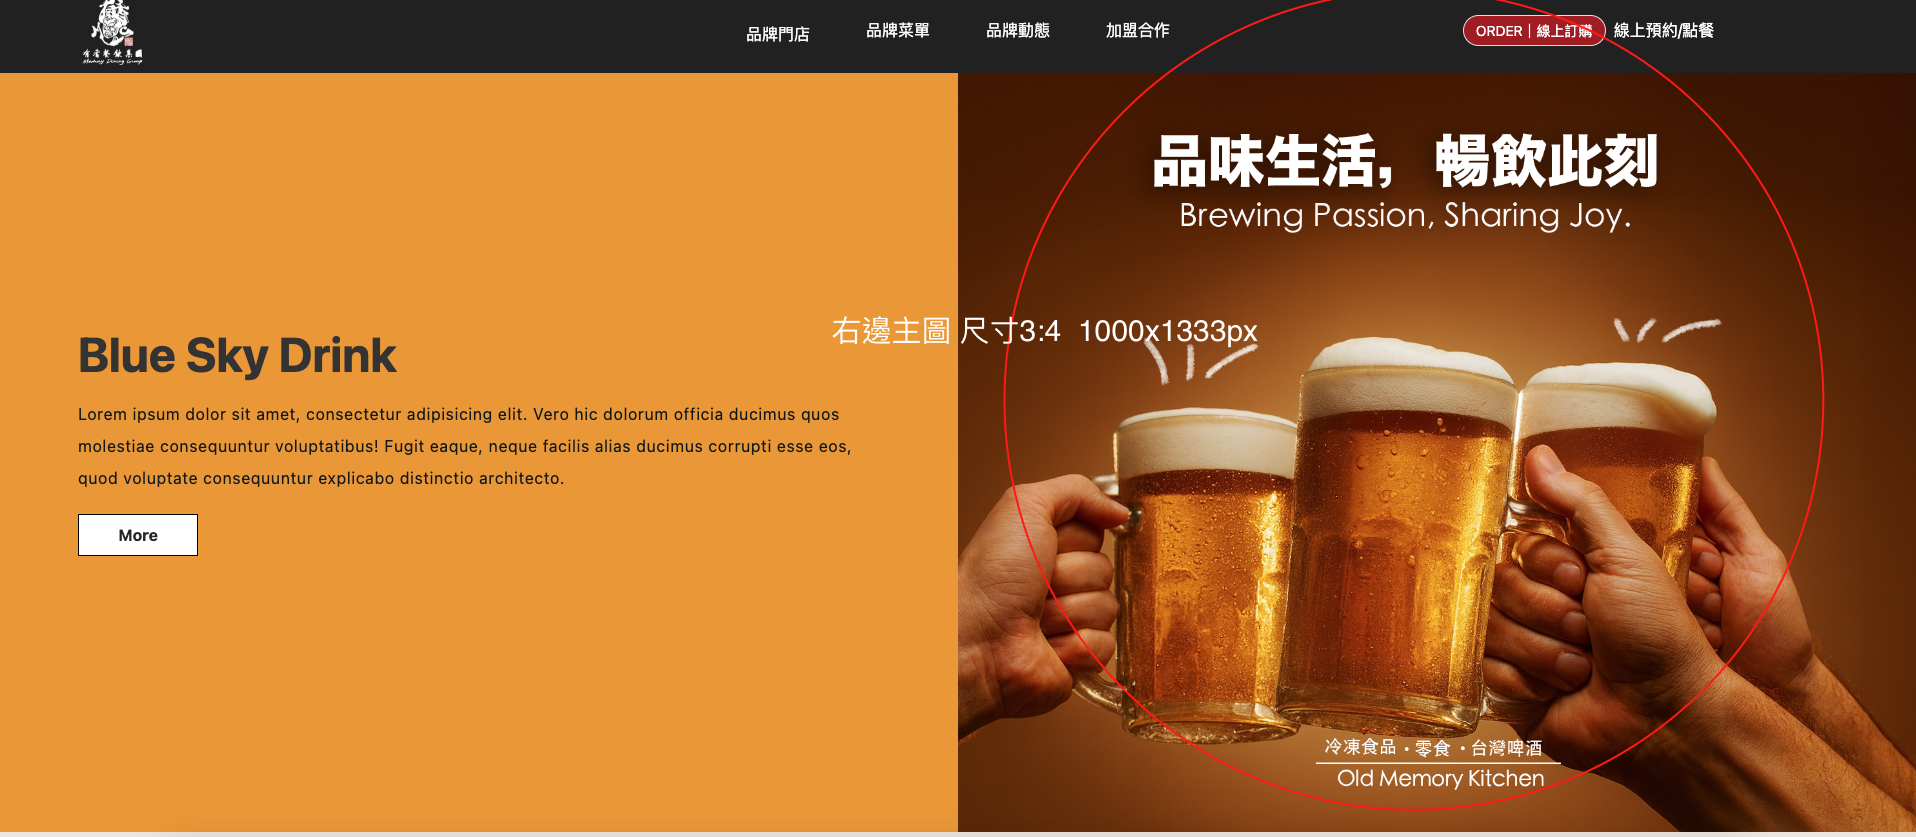 品牌門店
品牌菜單
品牌動態
加盟合作
ORDER｜線上訂購
線上預約/點餐
品味生活，暢飲此刻
Brewing Passion, Sharing Joy.
右邊主圖 尺寸3:4 1000x1333px
Blue Sky Drink
Lorem ipsum dolor sit amet, consectetur adipisicing elit. Vero hic dolorum officia ducimus quos
molestiae consequuntur voluptatibus! Fugit eaque, neque facilis alias ducimus corrupti esse eos,
quod voluptate consequuntur explicabo distinctio architecto.
More
冷凍食品・零食・台灣啤酒
Old Memory Kitchen